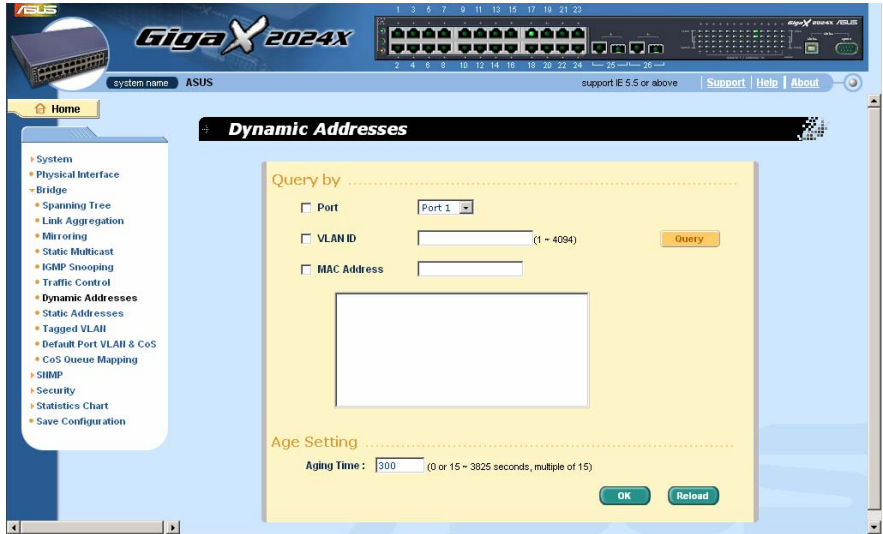 ASUS
GigaX 2024X
1 3 5 7 9 11 13 15 17 19 21 23
GigaX 2024X ASUS
2 4 6 8 10 12 14 16 18 20 22 24 25 26
system name ASUS
support IE 5.5 or above Support | Help | About
Home
Dynamic Addresses
System
Physical Interface
Bridge
Spanning Tree
Link Aggregation
Mirroring
Static Multicast
IGMP Snooping
Traffic Control
Dynamic Addresses
Static Addresses
Tagged VLAN
Default Port VLAN & CoS
CoS Queue Mapping
SNMP
Security
Statistics Chart
Save Configuration
Query by
Port Port 1
VLAN ID (1 ~ 4094) Query
MAC Address
Age Setting
Aging Time : 300 (0 or 15 ~ 3825 seconds, multiple of 15)
OK Reload